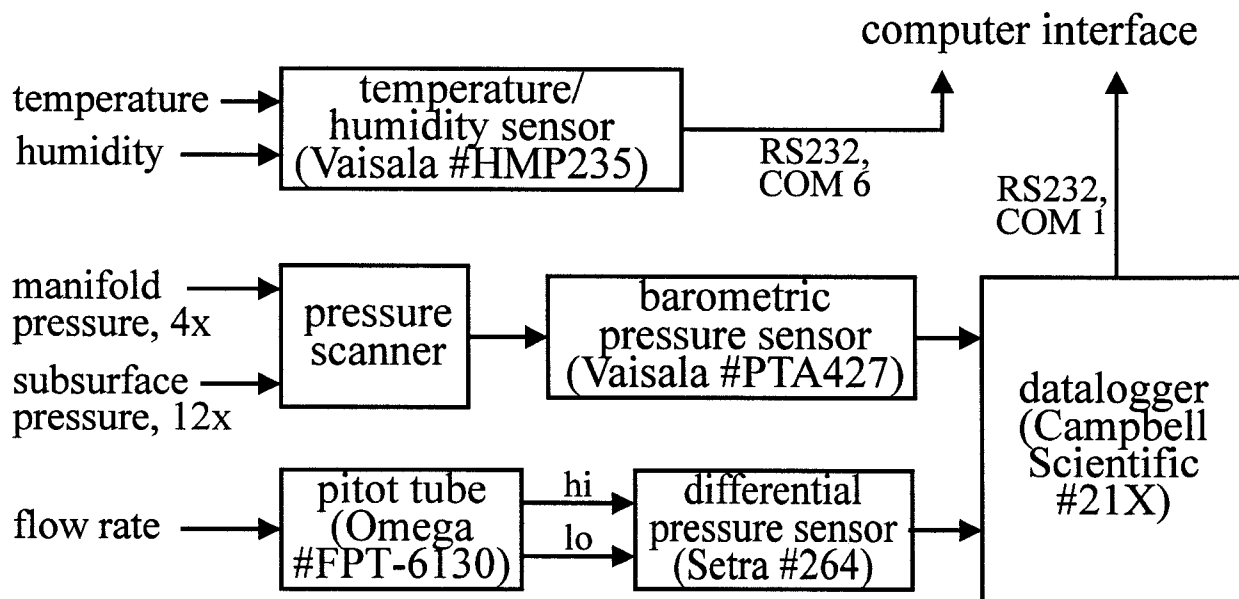 computer interface
temperature
humidity
temperature/
humidity sensor
(Vaisala #HMP235)
RS232,
COM 6
RS232,
COM 1
manifold
pressure, 4x
subsurface
pressure, 12x
pressure
scanner
barometric
pressure sensor
(Vaisala #PTA427)
datalogger
(Campbell
Scientific
#21X)
flow rate
pitot tube
(Omega
#FPT-6130)
hi
lo
differential
pressure sensor
(Setra #264)